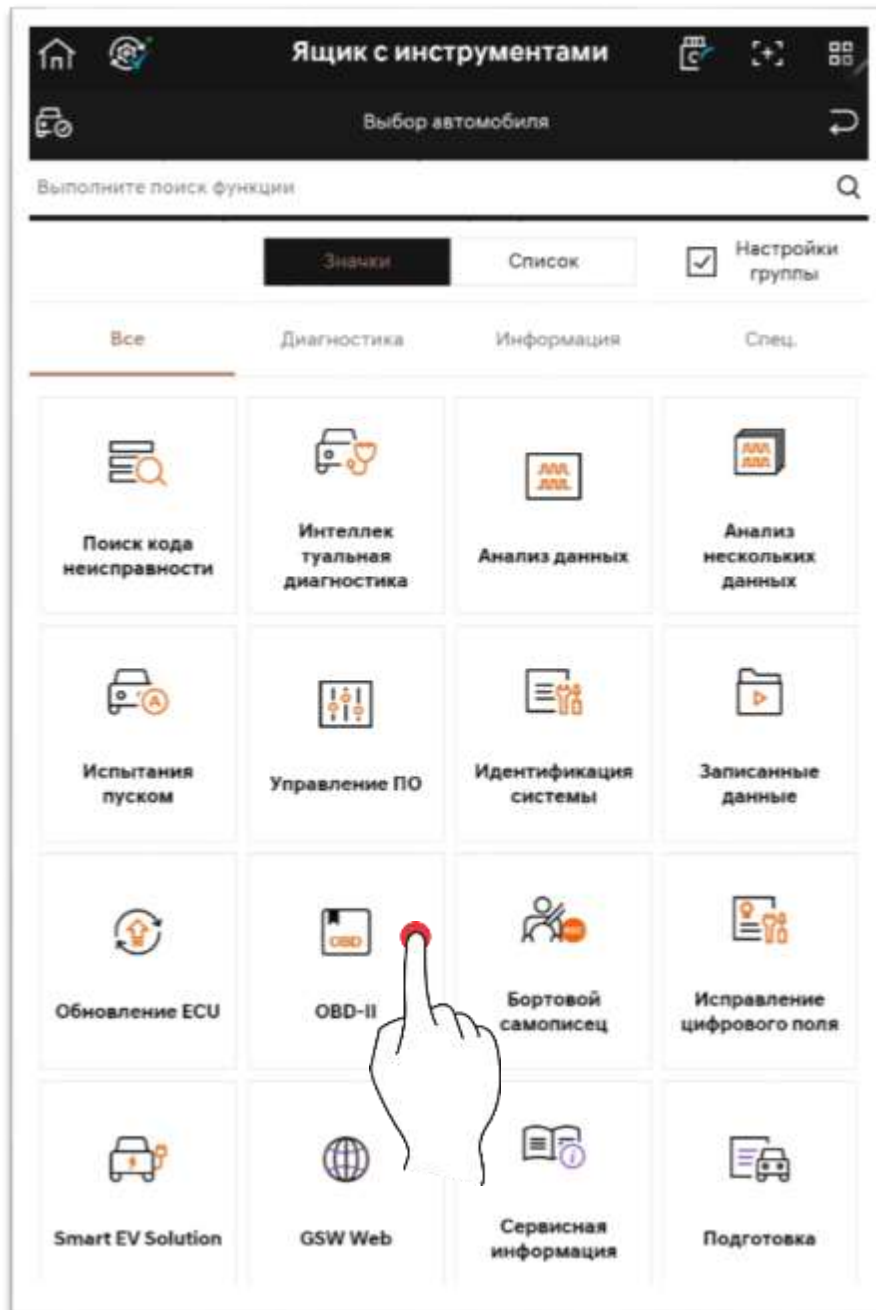 Ящик с инструментами
Выбор автомобиля
Выполните поиск функции
Значки
Список
Настройки
группы
Все
Диагностика
Информация
Спец.
Поиск кода
неисправности
Интеллек
туальная
диагностика
Анализ данных
Анализ
нескольких
данных
Испытания
пуском
Управление ПО
Идентификация
системы
Записанные
данные
Обновление ECU
OBD
OBD-II
Бортовой
самописец
Исправление
цифрового поля
Smart EV Solution
GSW Web
Сервисная
информация
Подготовка